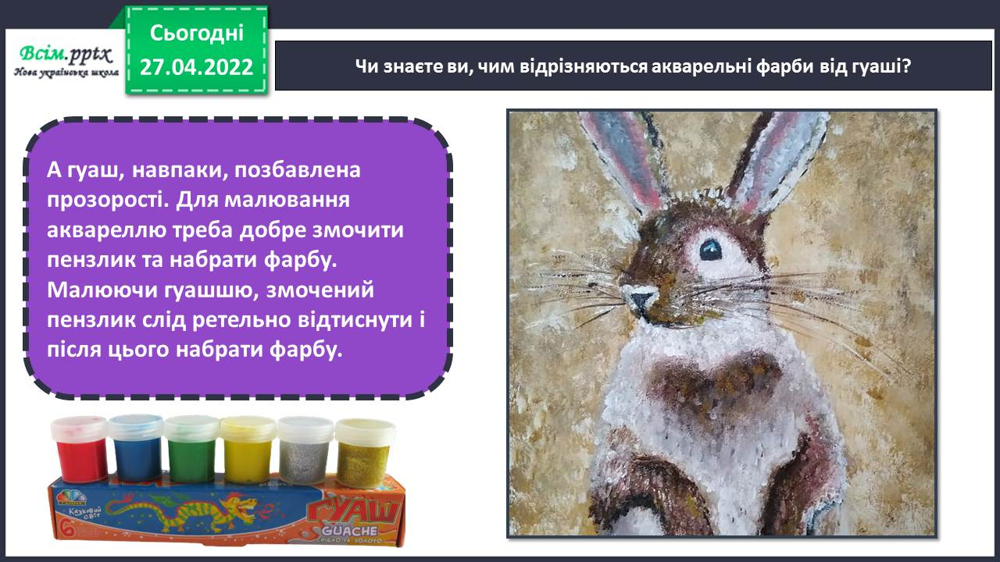 Сьогодні
27.04.2022
Всім.pptx
Нова українська школа
Чи знаєте ви, чим відрізняються акварельні фарби від гуаші?
А гуаш, навпаки, позбавлена
прозорості. Для малювання
аквареллю треба добре змочити
пензлик та набрати фарбу.
Малюючи гуашшю, змочений
пензлик слід ретельно відтиснути і
після цього набрати фарбу.
Казковий
світ
6
ГУАШ
GUACHE
СРІБЛО ТА ЗОЛОТО